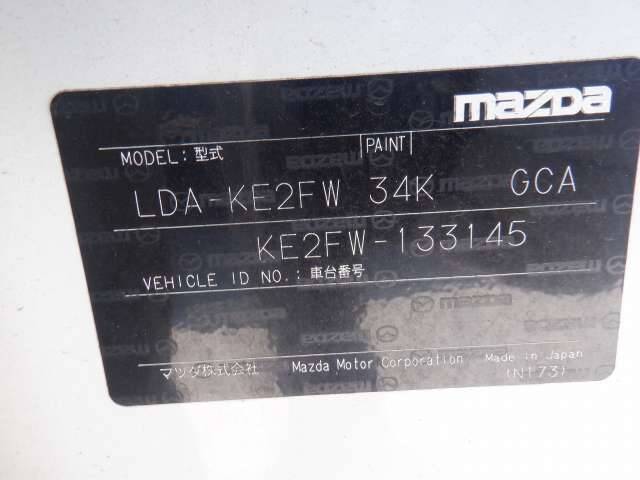 mazda
MODEL: 型式 PAINT
LDA-KE2FW 34K GCA
KE2FW-133145
VEHICLE ID NO.: 車台番号
マツダ株式会社 Mazda Motor Corporation Made in Japan
(N173)